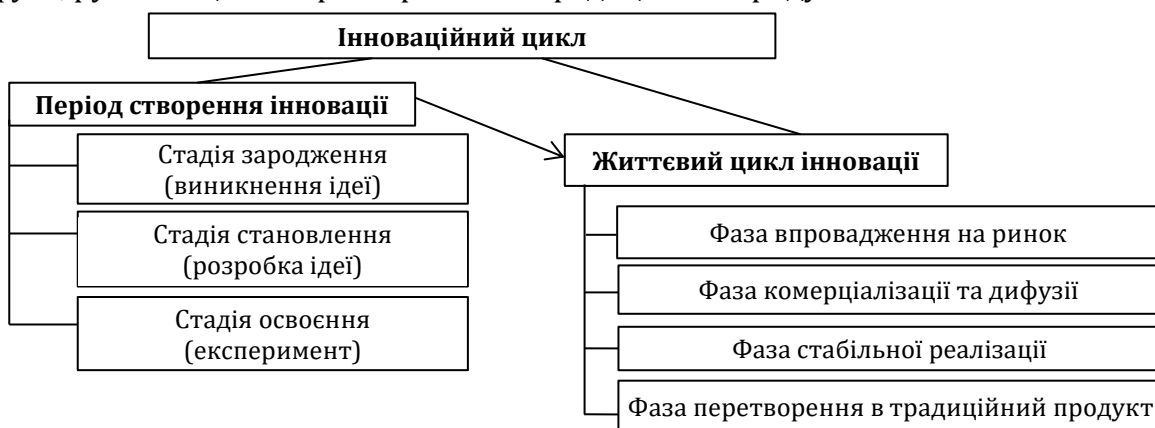 Інноваційний цикл
Період створення інновації
Стадія зародження
(виникнення ідеї)
Стадія становлення
(розробка ідеї)
Стадія освоєння
(експеримент)
Життєвий цикл інновації
Фаза впровадження на ринок
Фаза комерціалізації та дифузії
Фаза стабільної реалізації
Фаза перетворення в традиційний продукт